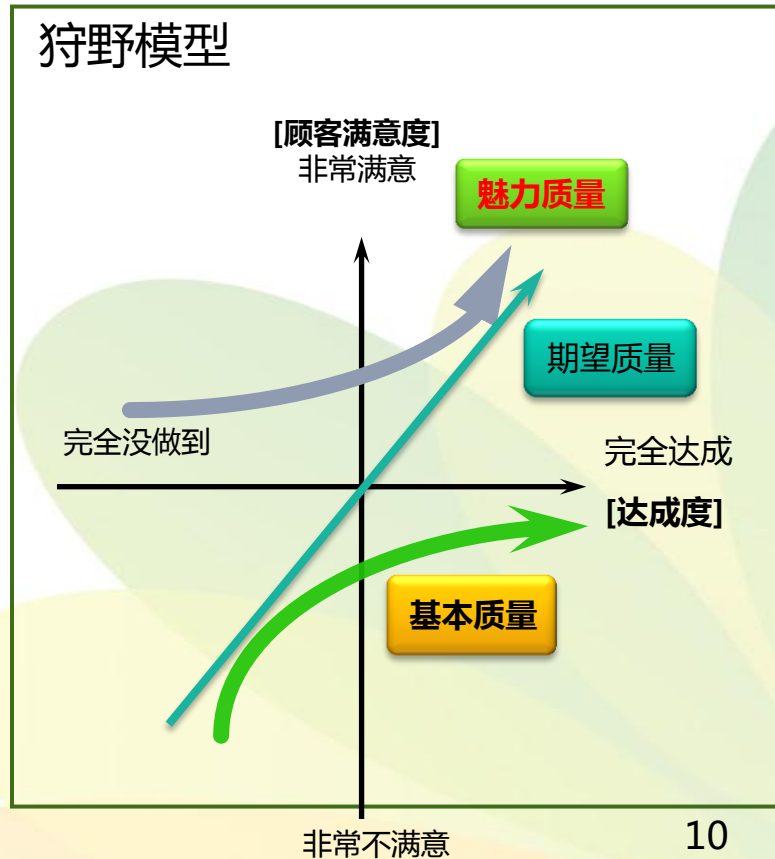 狩野模型
[顾客满意度]
非常满意
魅力质量
期望质量
完全没做到
完全达成
[达成度]
基本质量
非常不满意
10